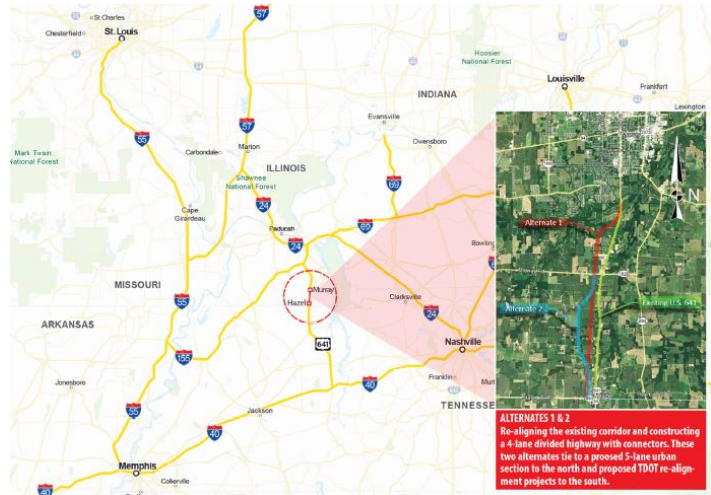 57
St. Charles
Chesterfield
St. Louis
Hoosier
National Forest
Louisville
INDIANA
Frankfort
Lexington
Evansville
55
57
Owensboro
Mark Twain
National Forest
Carbondale
Marion
ILLINOIS
Shawnee
National Forest
69
24
Cape
Girardeau
Paducah
24
69
Bowling
MISSOURI
Murray
Hazel
Clarksville
55
24
ARKANSAS
641
155
Nashville
Jonesboro
40
Franklin
Mur
TENNESSE
55
Jackson
40
Memphis
Collierville
40
Alternate 1
N
Existing U.S. 641
Alternate 2
ALTERNATES 1 & 2
Re-aligning the existing corridor and constructing
a 4-lane divided highway with connectors. These
two alternates tie to a proosed 5-lane urban
section to the north and proposed TDOT re-align-
ment projects to the south.